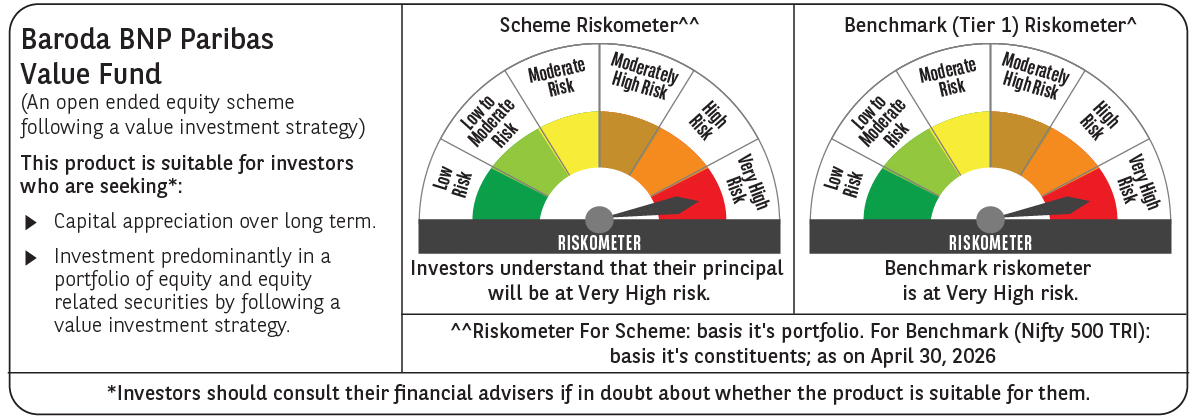 Baroda BNP Paribas
Value Fund
(An open ended equity scheme
following a value investment strategy)
This product is suitable for investors
who are seeking*:
▶ Capital appreciation over long term.
▶ Investment predominantly in a
portfolio of equity and equity
related securities by following a
value investment strategy.
Scheme Riskometer^^
Low
Risk
Low to
Moderate
Risk
Moderate
Risk
Moderately
High Risk
High
Risk
Very High
Risk
RISKOMETER
Investors understand that their principal
will be at Very High risk.
Benchmark (Tier 1) Riskometer^
Low
Risk
Low to
Moderate
Risk
Moderate
Risk
Moderately
High Risk
High
Risk
Very High
Risk
RISKOMETER
Benchmark riskometer
is at Very High risk.
^^Riskometer For Scheme: basis it's portfolio. For Benchmark (Nifty 500 TRI):
basis it's constituents; as on April 30, 2026
*Investors should consult their financial advisers if in doubt about whether the product is suitable for them.